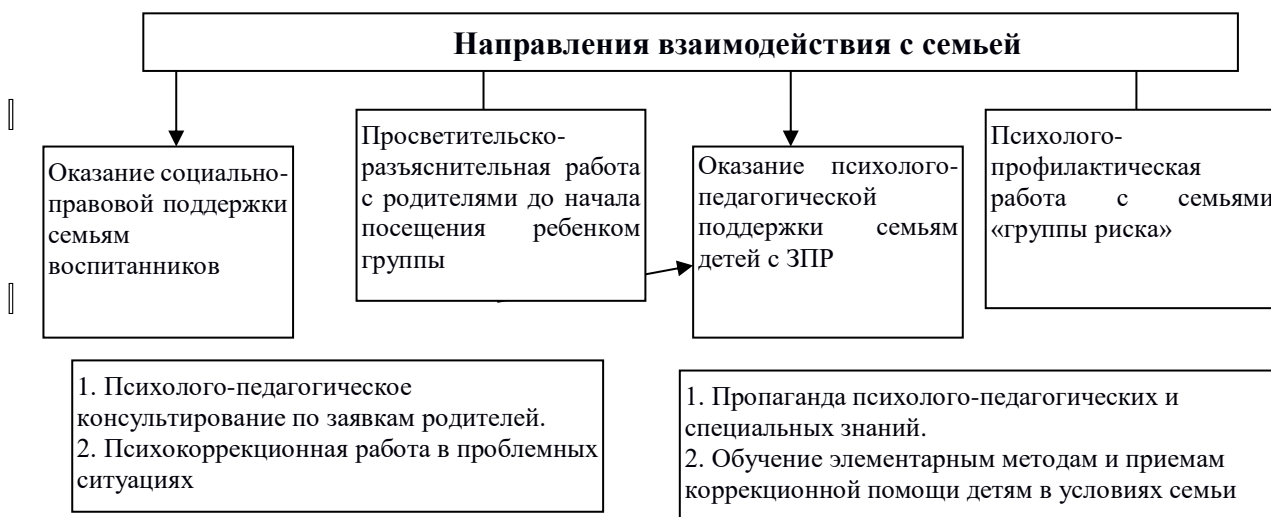 Направления взаимодействия с семьей
Оказание социально-
правовой поддержки
семьям
воспитанников
Просветительско-
разъяснительная работа
с родителями до начала
посещения ребенком
группы
Оказание психолого-
педагогической
поддержки семьям
детей с ЗПР
Психолого-
профилактическая
работа с семьями
«группы риска»
1. Психолого-педагогическое
консультирование по заявкам родителей.
2. Психокоррекционная работа в проблемных
ситуациях
1. Пропаганда психолого-педагогических и
специальных знаний.
2. Обучение элементарным методам и приемам
коррекционной помощи детям в условиях семьи